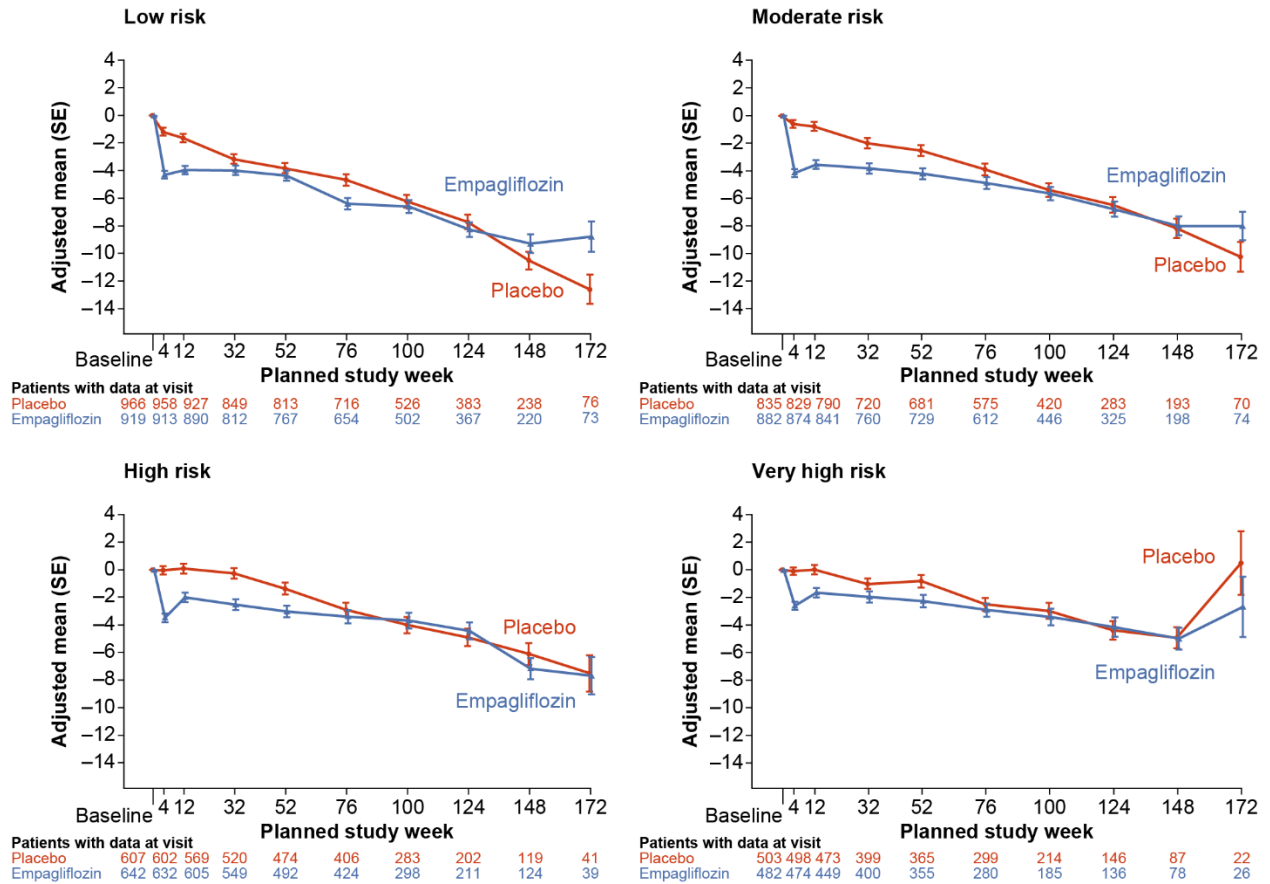 Low risk
Adjusted mean (SE)
4
2
0
–2
–4
–6
–8
–10
–12
–14
Empagliflozin
Placebo
Baseline 4 12 32 52 76 100 124 148 172
Planned study week
Patients with data at visit
Placebo 966 958 927 849 813 716 526 383 238 76
Empagliflozin 919 913 890 812 767 654 502 367 220 73
Moderate risk
Adjusted mean (SE)
4
2
0
–2
–4
–6
–8
–10
–12
–14
Empagliflozin
Placebo
Baseline 4 12 32 52 76 100 124 148 172
Planned study week
Patients with data at visit
Placebo 835 829 790 720 681 575 420 283 193 70
Empagliflozin 882 874 841 760 729 612 446 325 198 74
High risk
Adjusted mean (SE)
4
2
0
–2
–4
–6
–8
–10
–12
–14
Placebo
Empagliflozin
Baseline 4 12 32 52 76 100 124 148 172
Planned study week
Patients with data at visit
Placebo 607 602 569 520 474 406 283 202 119 41
Empagliflozin 642 632 605 549 492 424 298 211 124 39
Very high risk
Adjusted mean (SE)
4
2
0
–2
–4
–6
–8
–10
–12
–14
Placebo
Empagliflozin
Baseline 4 12 32 52 76 100 124 148 172
Planned study week
Patients with data at visit
Placebo 503 498 473 399 365 299 214 146 87 22
Empagliflozin 482 474 449 400 355 280 185 136 78 26